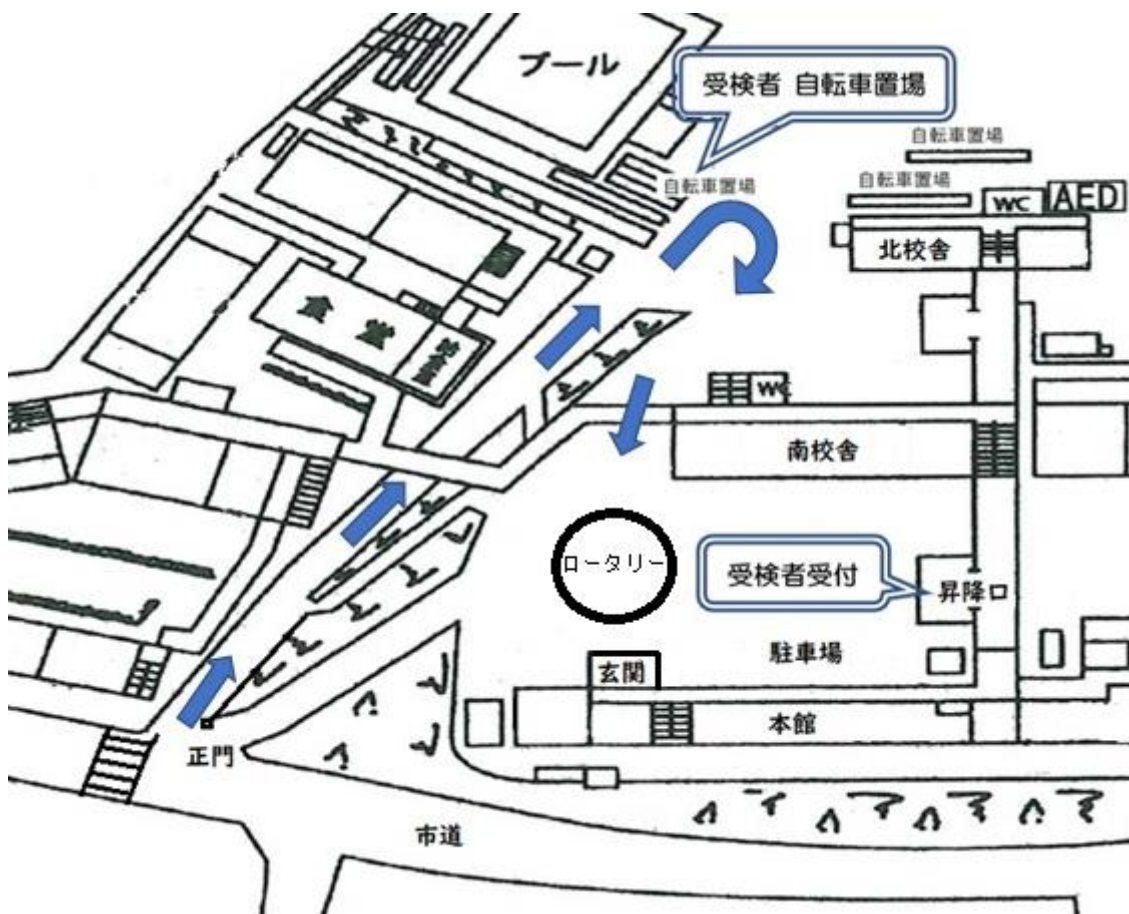 プール
受検者 自転車置場
自転車置場
自転車置場
自転車置場
WC
AED
北校舎
食堂
WC
南校舎
ロータリー
受検者受付
昇降口
駐車場
玄関
本館
正門
市道